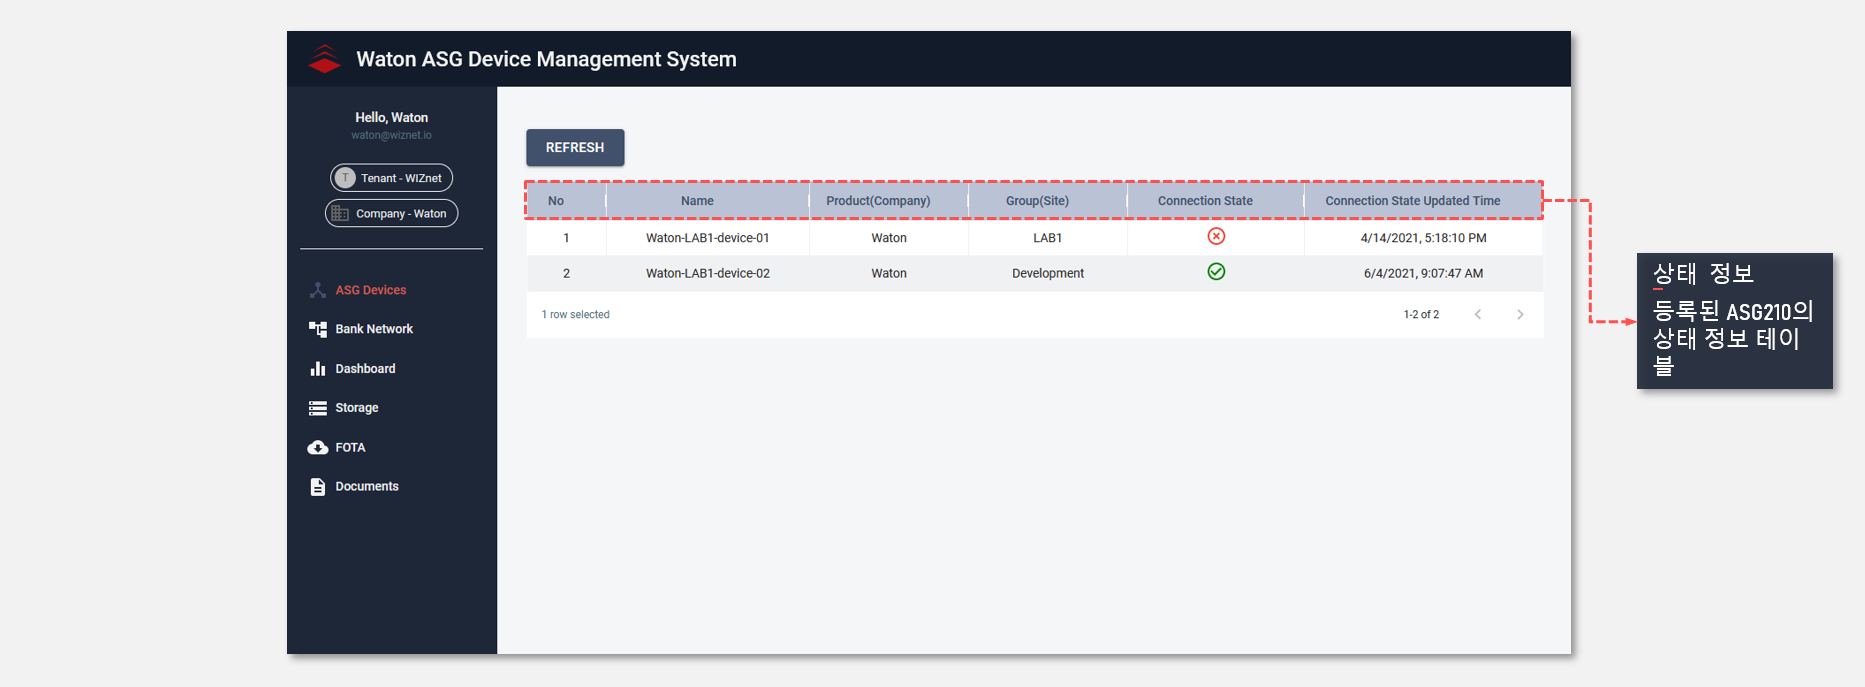 Waton ASG Device Management System
Hello, Waton
waton@wiznet.io
T Tenant - WIZnet
Company - Waton
ASG Devices
Bank Network
Dashboard
Storage
FOTA
Documents
REFRESH
No Name Product(Company) Group(Site) Connection State Connection State Updated Time
1 Waton-LAB1-device-01 Waton LAB1 4/14/2021, 5:18:10 PM
2 Waton-LAB1-device-02 Waton Development 6/4/2021, 9:07:47 AM
1 row selected 1-2 of 2
상태 정보
등록된 ASG210의
상태 정보 테이
블